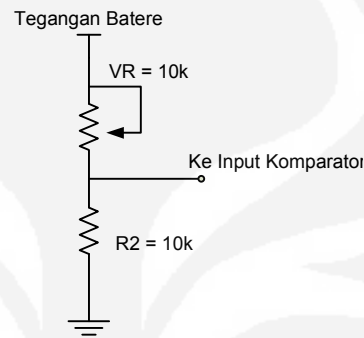 Tegangan Batere
VR = 10k
Ke Input Komparator
R2 = 10k